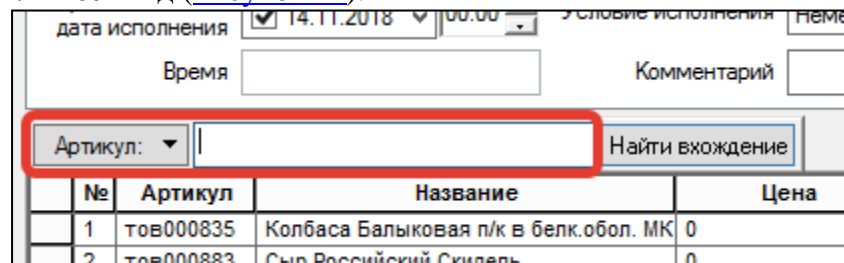 дата исполнения 14.11.2018 00:00 Условие исполнения
Время Комментарий
Артикул: Найти вхождение
№ Артикул Название Цена
1 тов000835 Колбаса Балыковая п/к в белк.обол. МК 0
2 тов000883 Сыр Российский Скидель 0